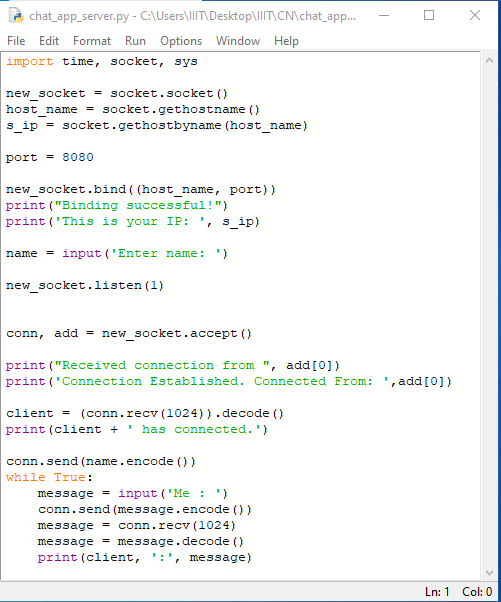 chat_app_server.py - C:\Users\IIIT\Desktop\IIIT\CN\chat_app...
File Edit Format Run Options Window Help
import time, socket, sys

new_socket = socket.socket()
host_name = socket.gethostname()
s_ip = socket.gethostbyname(host_name)

port = 8080

new_socket.bind((host_name, port))
print("Binding successful!")
print('This is your IP: ', s_ip)

name = input('Enter name: ')

new_socket.listen(1)


conn, add = new_socket.accept()

print("Received connection from ", add[0])
print('Connection Established. Connected From: ',add[0])

client = (conn.recv(1024)).decode()
print(client + ' has connected.')

conn.send(name.encode())
while True:
    message = input('Me : ')
    conn.send(message.encode())
    message = conn.recv(1024)
    message = message.decode()
    print(client, ':', message)
Ln: 1 Col: 0